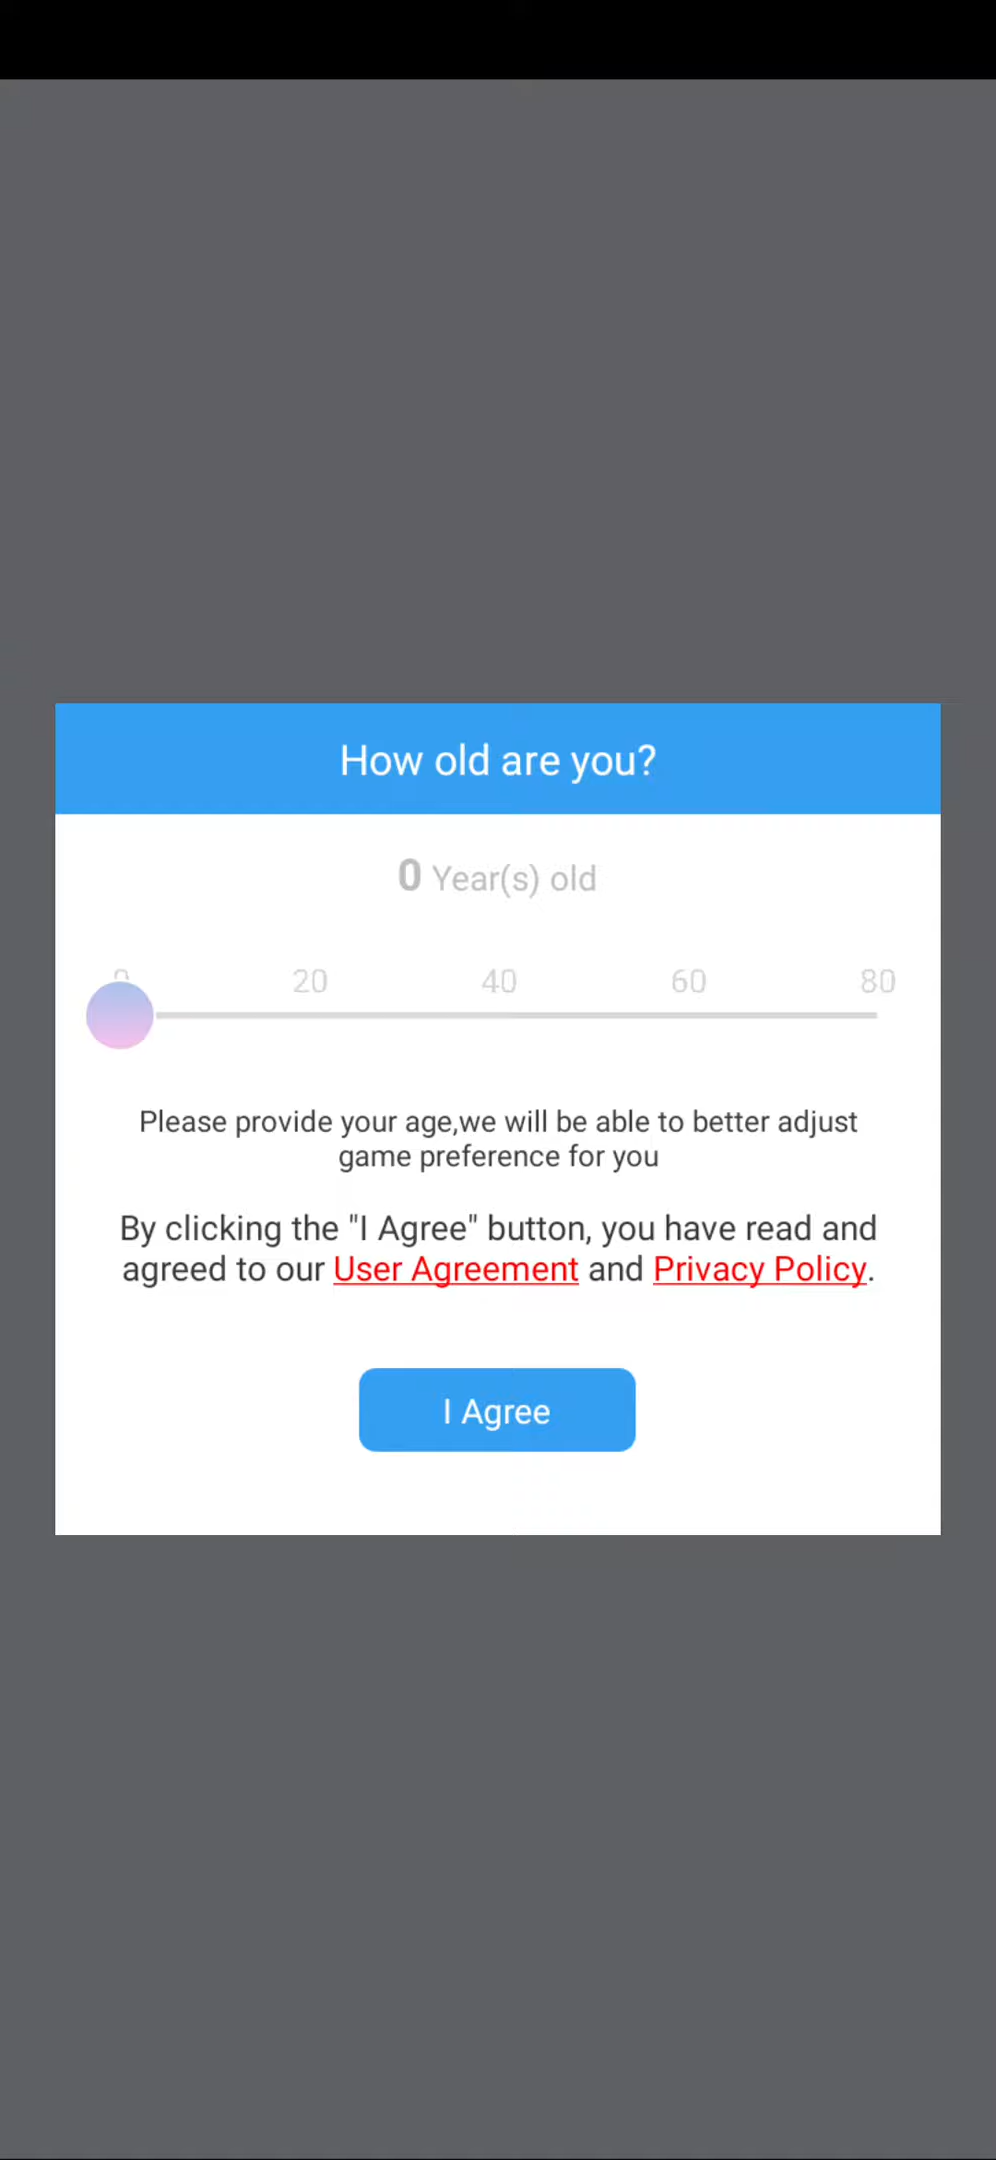 How old are you?
0 Year(s) old
0 20 40 60 80
Please provide your age,we will be able to better adjust
game preference for you
By clicking the "I Agree" button, you have read and
agreed to our User Agreement and Privacy Policy.
I Agree